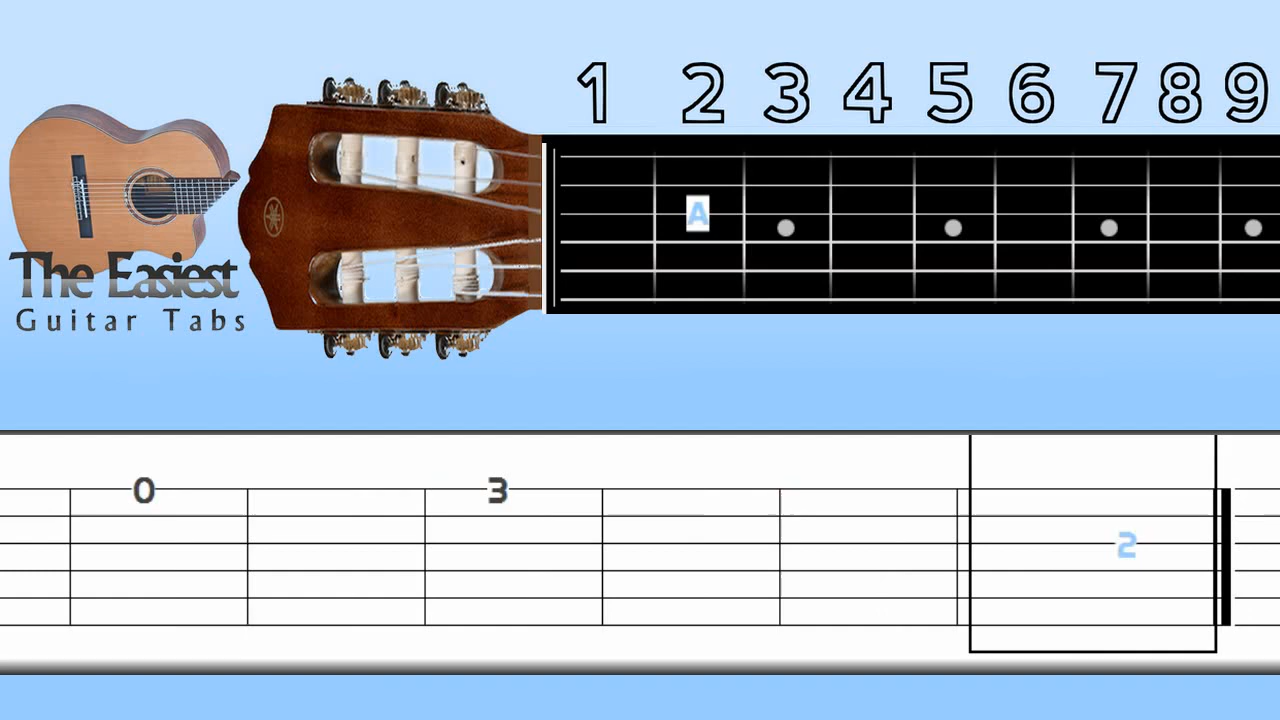 1 2 3 4 5 6 7 8 9
A
The Easiest
Guitar Tabs
0 3
2